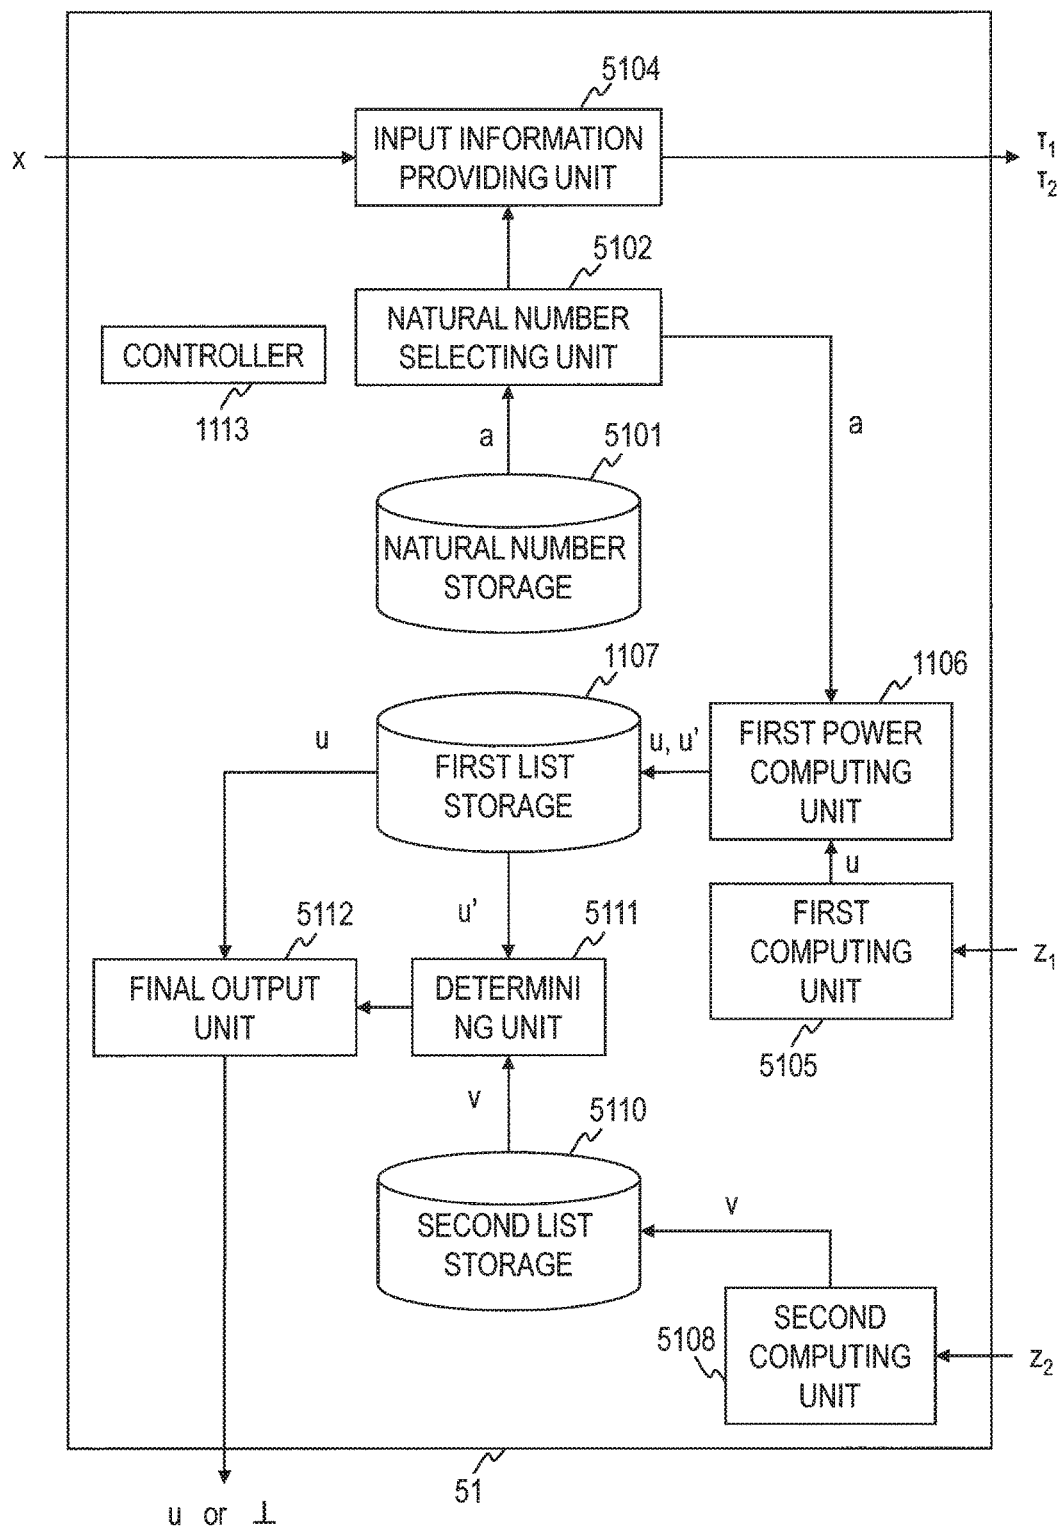 5104
INPUT INFORMATION
PROVIDING UNIT
x
τ1
τ2
5102
NATURAL NUMBER
SELECTING UNIT
CONTROLLER
1113
a
a
5101
NATURAL NUMBER
STORAGE
1107
1106
u
FIRST LIST
STORAGE
u, u'
FIRST POWER
COMPUTING
UNIT
u
u'
5112
5111
FINAL OUTPUT
UNIT
DETERMINI
NG UNIT
FIRST
COMPUTING
UNIT
z1
5105
v
5110
SECOND LIST
STORAGE
v
5108
SECOND
COMPUTING
UNIT
z2
51
u or ⊥